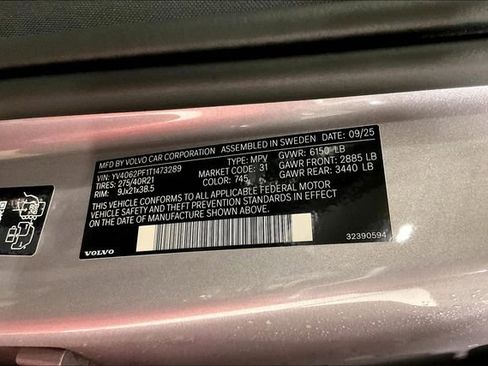 MFD BY VOLVO CAR CORPORATION ASSEMBLED IN SWEDEN 09/25
VIN: YV4062PF1T1473289 TYPE: MPV GVWR: 6150 LB
TIRES: 275/40R21 MARKET CODE: 31 GAWR FRONT: 2885 LB
RIM: 9Jx21x38.5 COLOR: 745 GAWR REAR: 3440 LB
THIS VEHICLE CONFORMS TO ALL APPLICABLE FEDERAL MOTOR
VEHICLE SAFETY, BUMPER AND THEFT PREVENTION STANDARDS IN EFFECT
ON THE DATE OF MANUFACTURE SHOWN ABOVE.
VOLVO 32390594